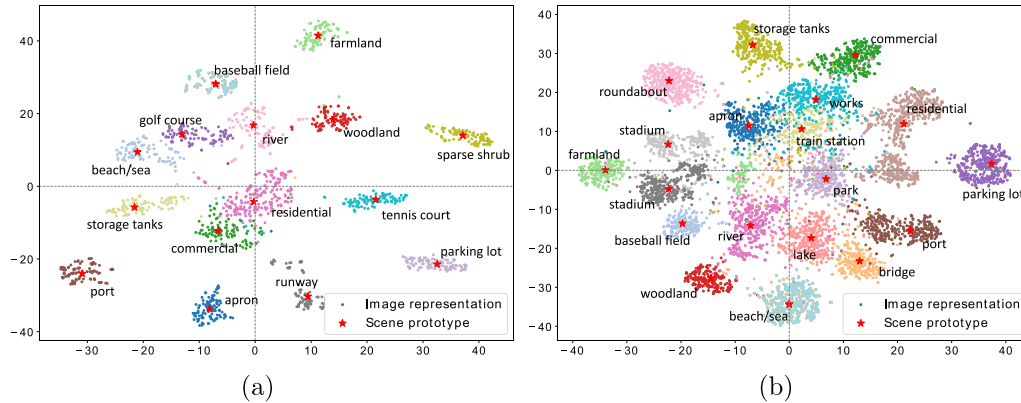 farmland
baseball field
golf course
river
woodland
sparse shrub
beach/sea
storage tanks
residential
tennis court
commercial
port
apron
runway
parking lot
Image representation
Scene prototype
40
20
0
−20
−40
−30
−20
−10
0
10
20
30
40
(a)
storage tanks
commercial
roundabout
apron
works
residential
stadium
train station
farmland
parking lot
stadium
park
baseball field
river
lake
port
bridge
woodland
beach/sea
Image representation
Scene prototype
40
30
20
10
0
−10
−20
−30
−40
−40
−30
−20
−10
0
10
20
30
40
(b)